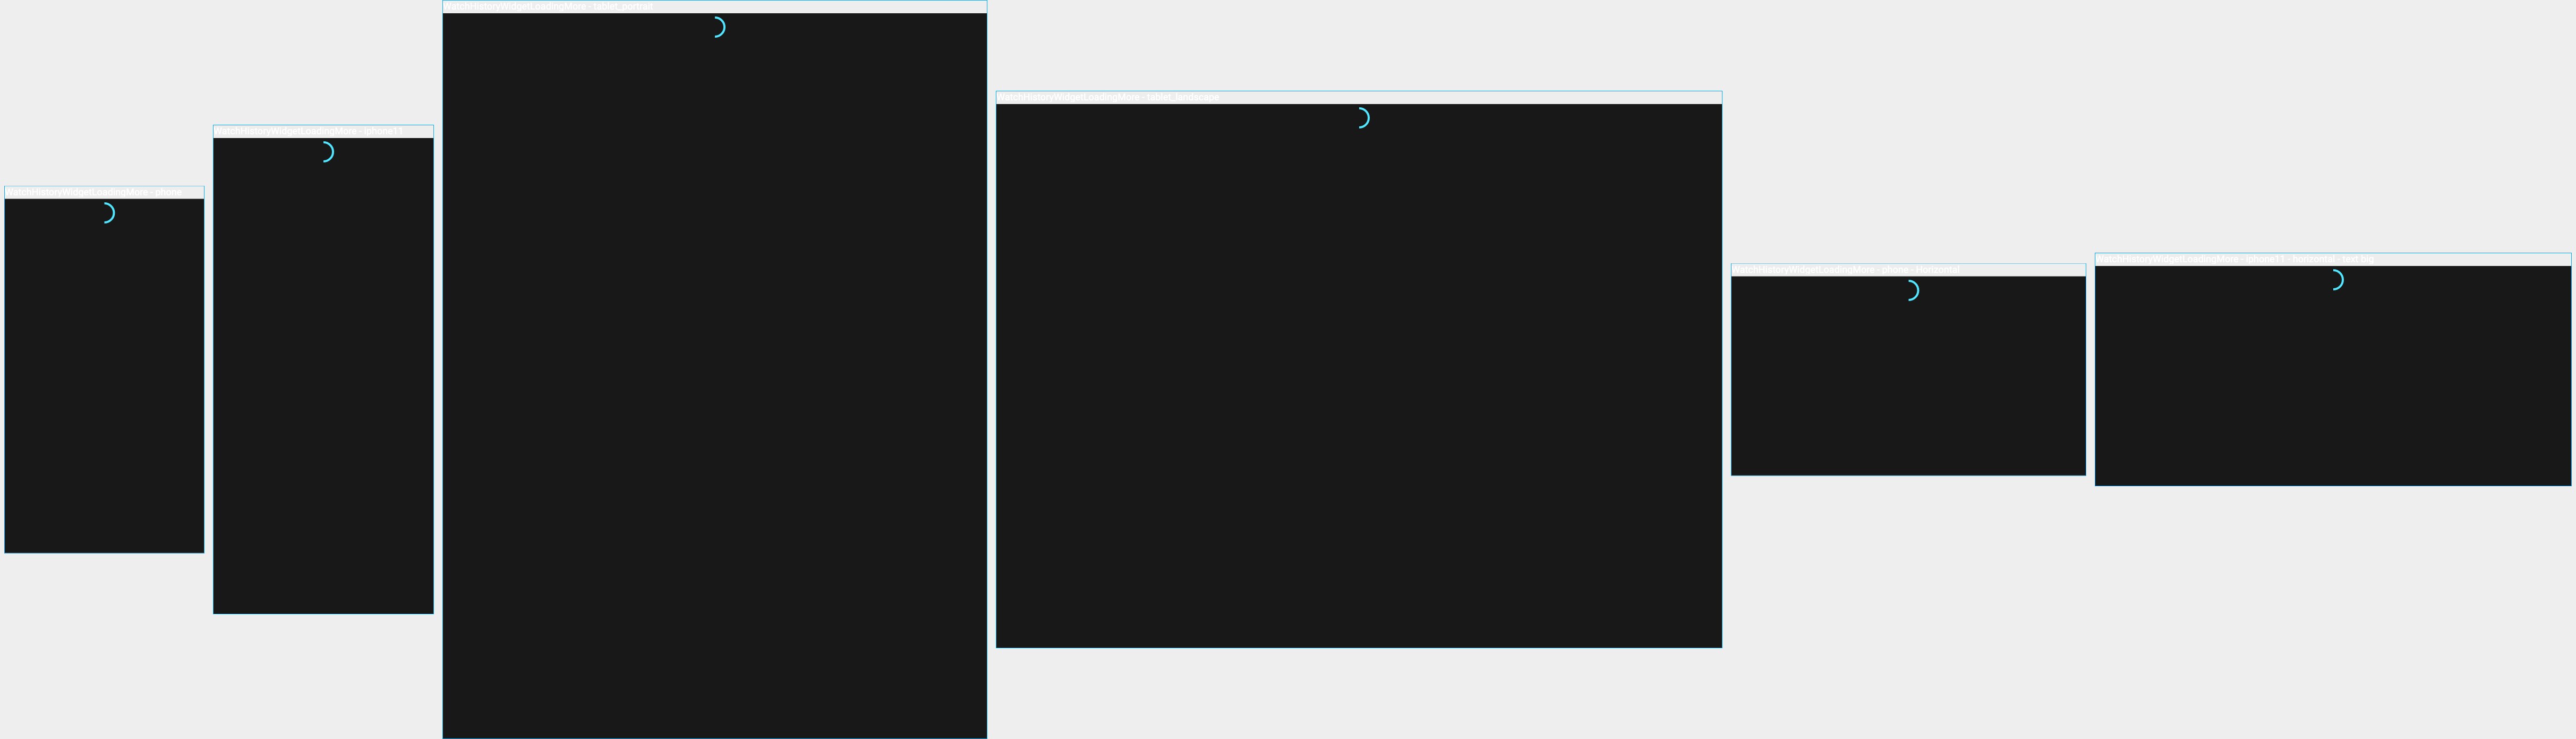 WatchHistoryWidgetLoadingMore - phone
WatchHistoryWidgetLoadingMore - iphone11
WatchHistoryWidgetLoadingMore - tablet_portrait
WatchHistoryWidgetLoadingMore - tablet_landscape
WatchHistoryWidgetLoadingMore - phone - Horizontal
WatchHistoryWidgetLoadingMore - iphone11 - horizontal - text big